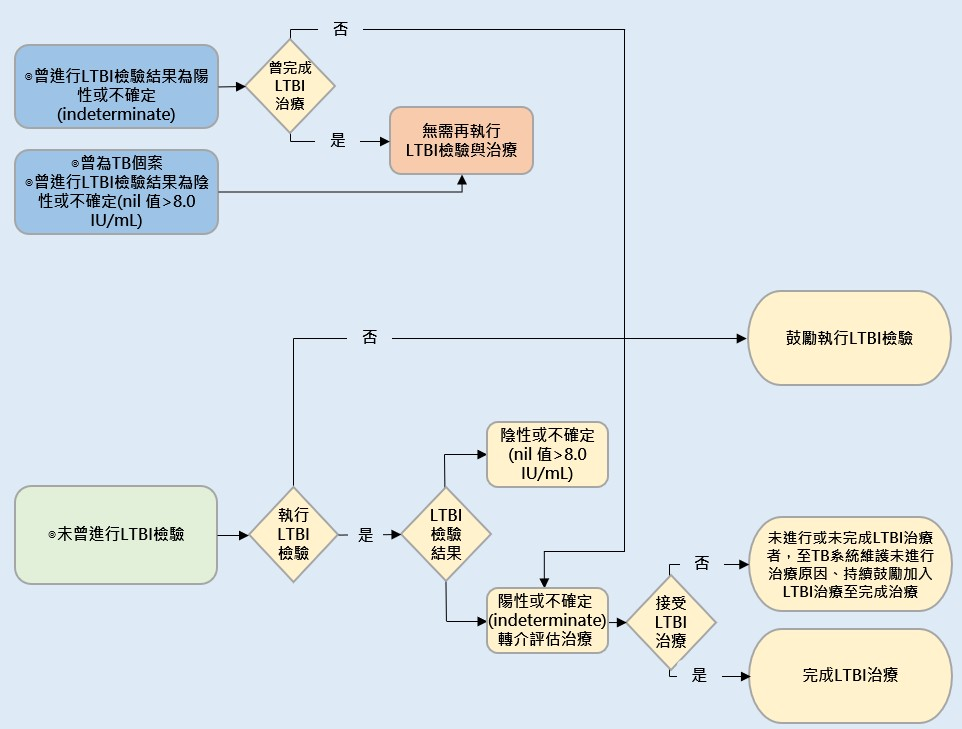 否
⊙曾進行LTBI檢驗結果為陽
性或不確定
(indeterminate)
曾完成
LTBI
治療
是
無需再執行
LTBI檢驗與治療
⊙曾為TB個案
⊙曾進行LTBI檢驗結果為陰
性或不確定(nil 值>8.0
IU/mL)
否
鼓勵執行LTBI檢驗
陰性或不確定
(nil 值>8.0
IU/mL)
⊙未曾進行LTBI檢驗
執行
LTBI
檢驗
是
LTBI
檢驗
結果
陽性或不確定
(indeterminate)
轉介評估治療
接受
LTBI
治療
否
未進行或未完成LTBI治療
者，至TB系統維護未進行
治療原因、持續鼓勵加入
LTBI治療至完成治療
是
完成LTBI治療